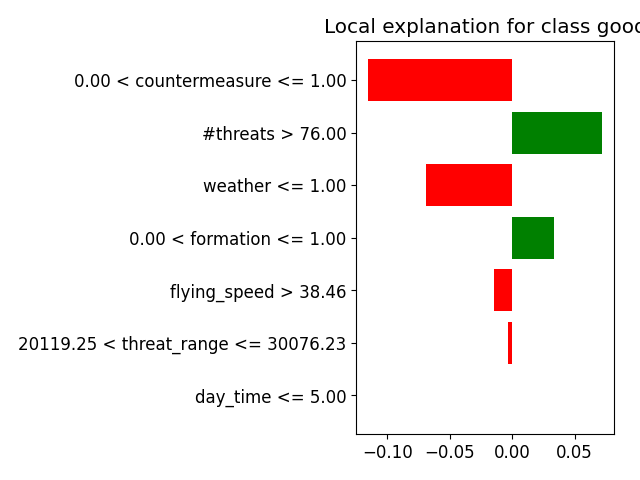 Local explanation for class good
0.00 < countermeasure <= 1.00
#threats > 76.00
weather <= 1.00
0.00 < formation <= 1.00
flying_speed > 38.46
20119.25 < threat_range <= 30076.23
day_time <= 5.00
−0.10 −0.05 0.00 0.05